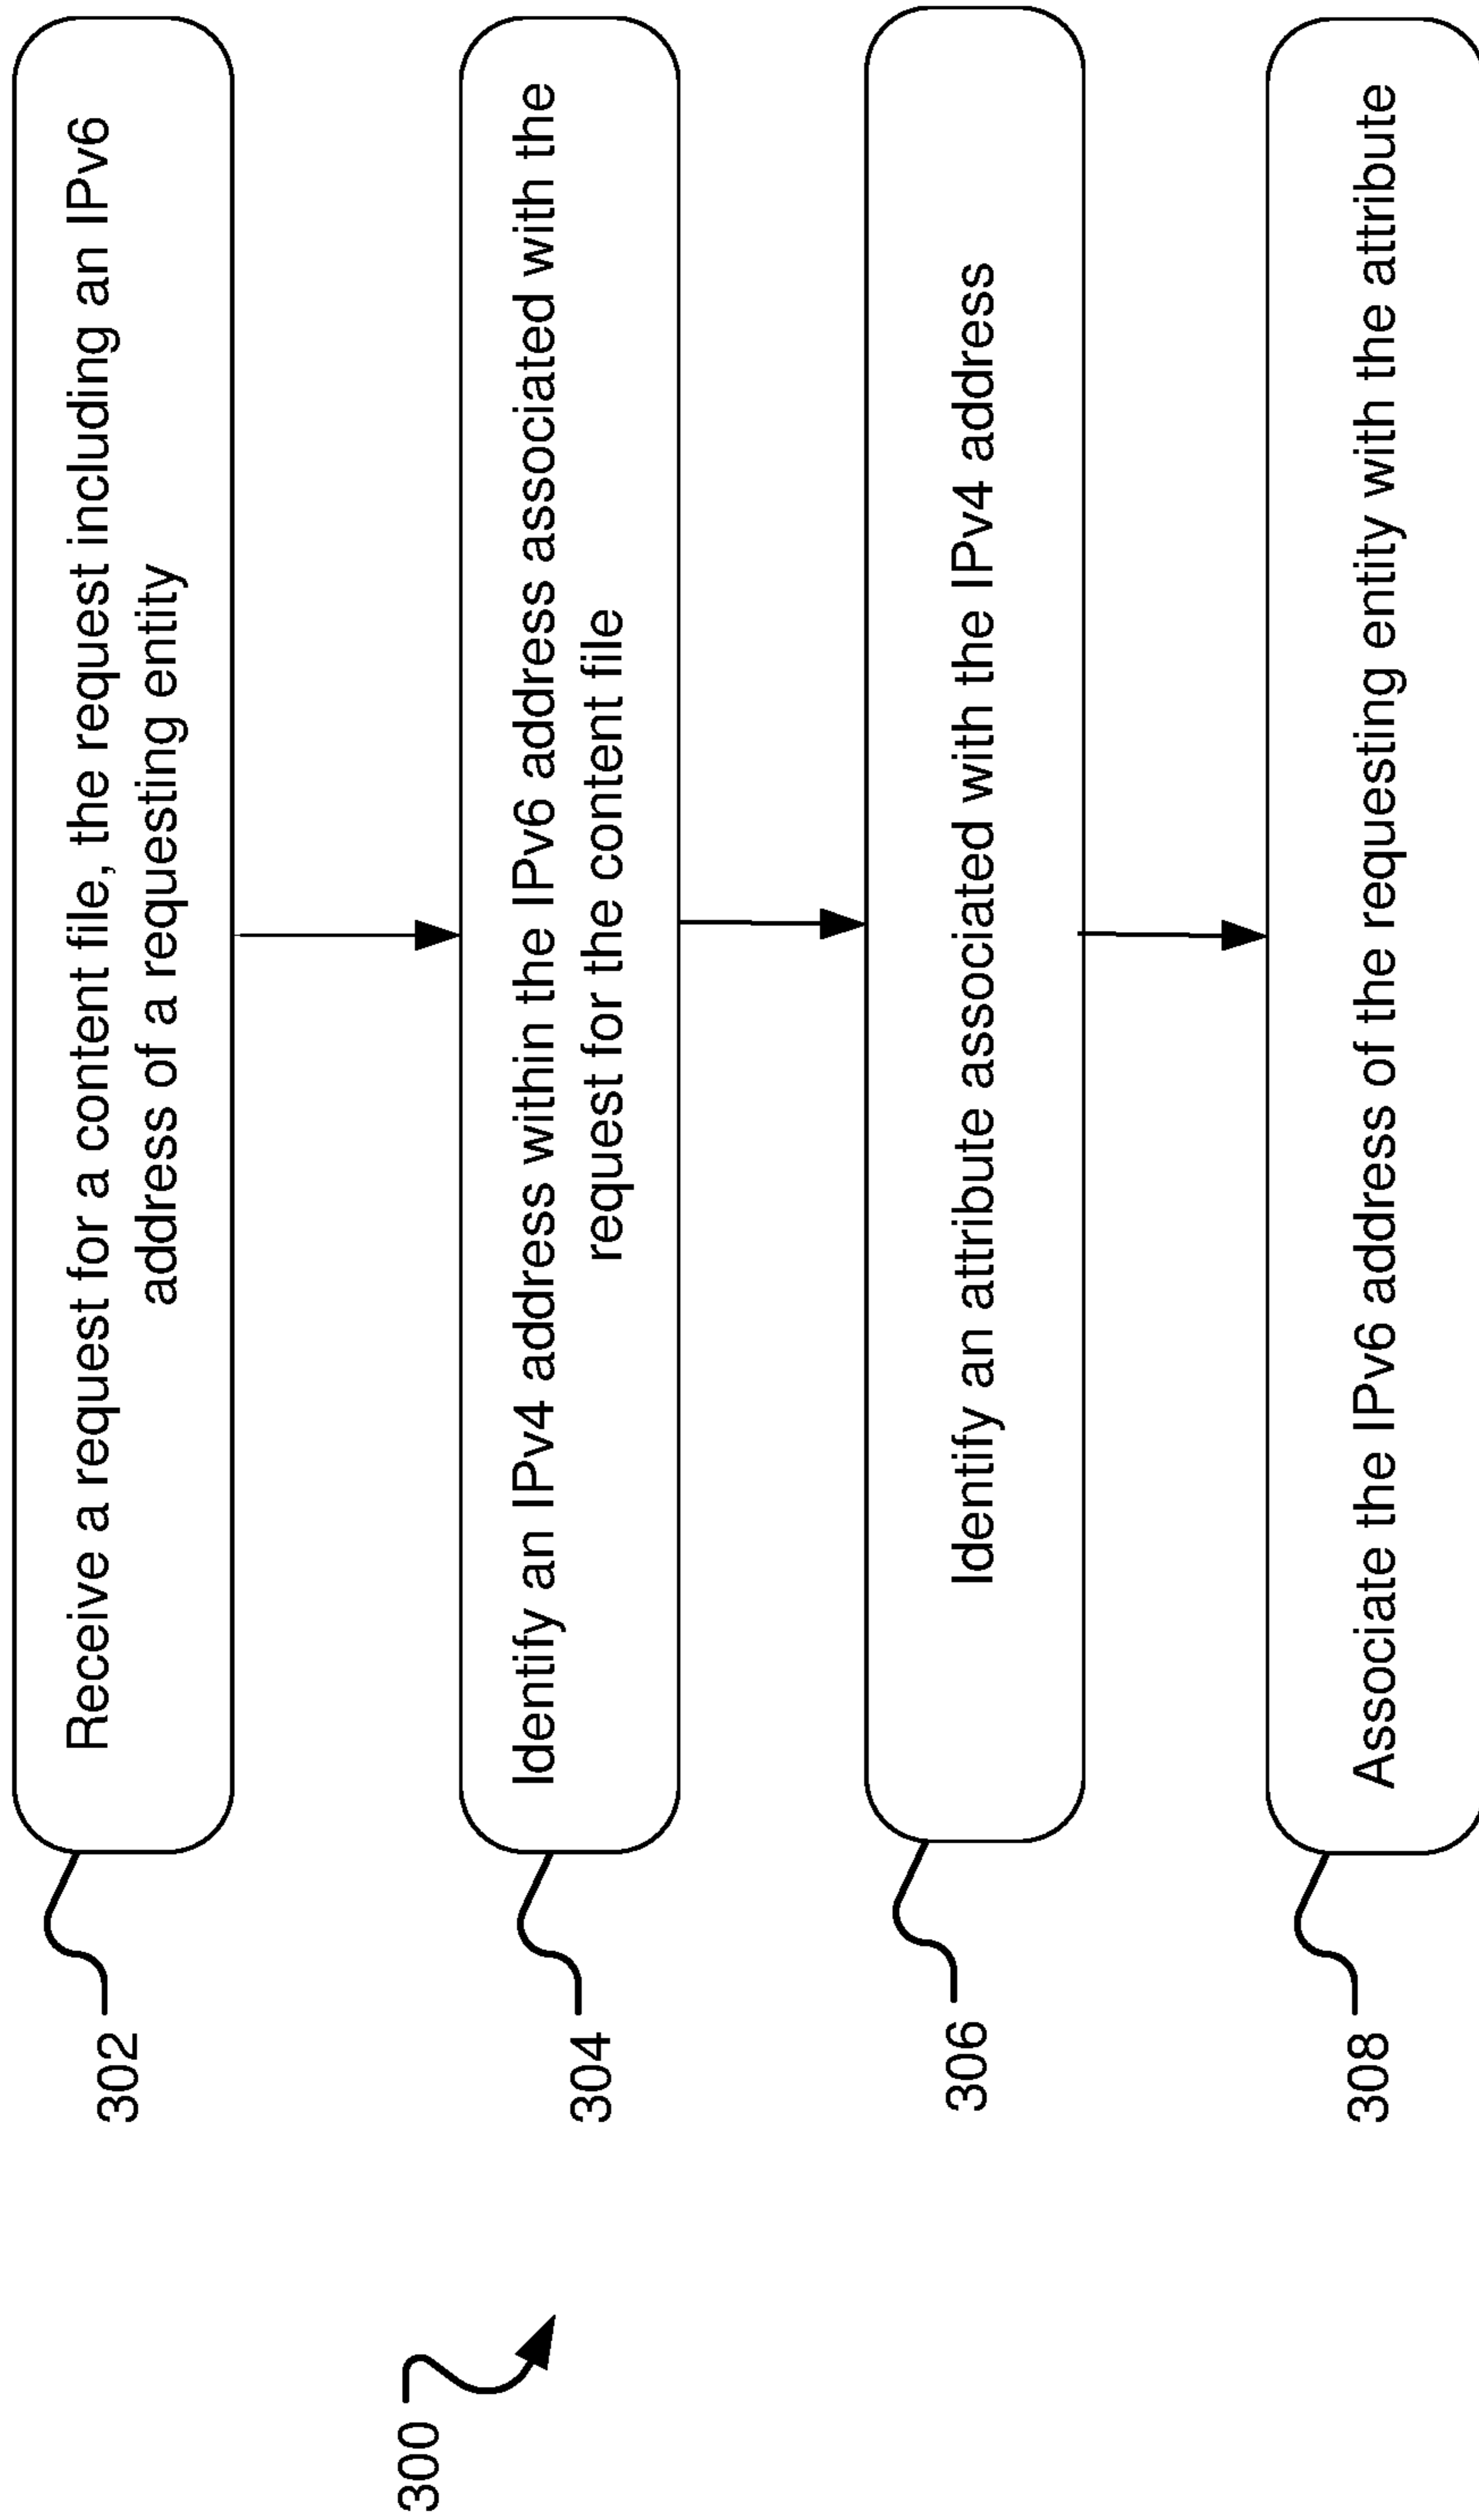 300
302
Receive a request for a content file, the request including an IPv6
address of a requesting entity
304
Identify an IPv4 address within the IPv6 address associated with the
request for the content file
306
Identify an attribute associated with the IPv4 address
308
Associate the IPv6 address of the requesting entity with the attribute